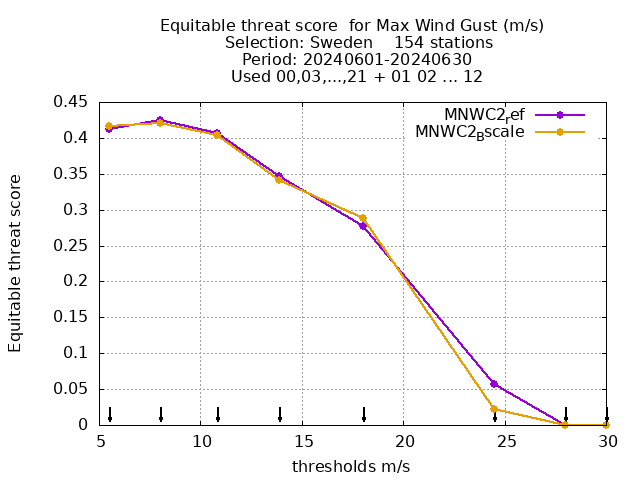 Equitable threat score  for Max Wind Gust (m/s)
Selection: Sweden    154 stations
Period: 20240601-20240630
Used 00,03,...,21 + 01 02 ... 12
MNWC2ref
MNWC2Bscale
Equitable threat score
0.45
0.4
0.35
0.3
0.25
0.2
0.15
0.1
0.05
0
5 10 15 20 25 30
thresholds m/s